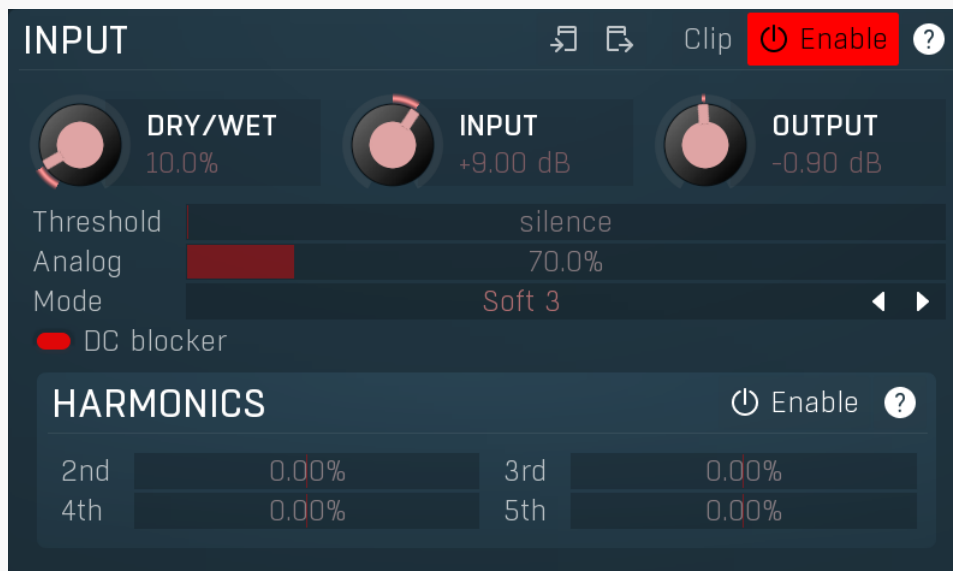 INPUT Clip Enable ?
DRY/WET INPUT OUTPUT
10.0% +9.00 dB -0.90 dB
Threshold silence
Analog 70.0%
Mode Soft 3
DC blocker
HARMONICS Enable ?
2nd 0.00% 3rd 0.00%
4th 0.00% 5th 0.00%